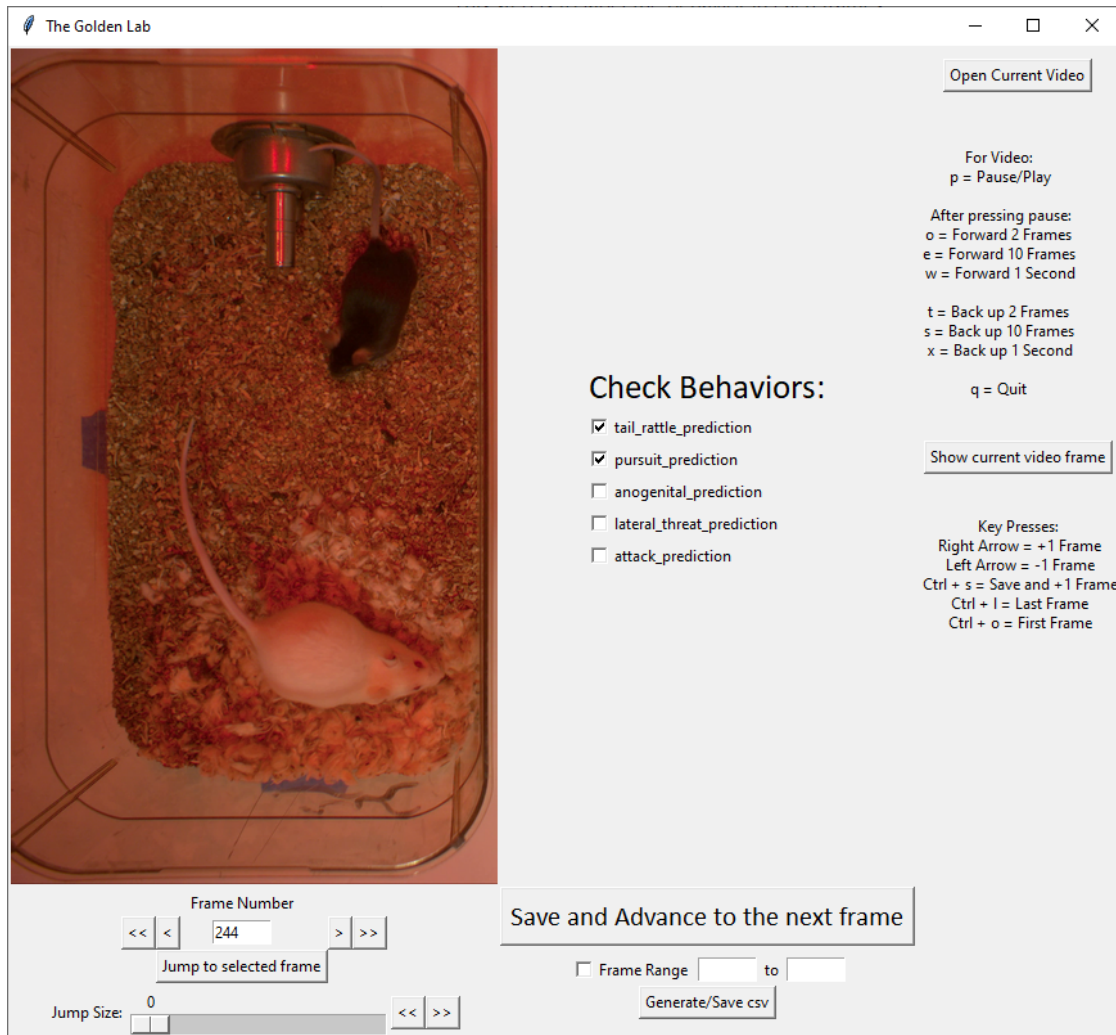 The Golden Lab
Open Current Video
For Video:
p = Pause/Play
After pressing pause:
o = Forward 2 Frames
e = Forward 10 Frames
w = Forward 1 Second
t = Back up 2 Frames
s = Back up 10 Frames
x = Back up 1 Second
q = Quit
Check Behaviors:
tail_rattle_prediction
pursuit_prediction
anogenital_prediction
lateral_threat_prediction
attack_prediction
Show current video frame
Key Presses:
Right Arrow = +1 Frame
Left Arrow = -1 Frame
Ctrl + s = Save and +1 Frame
Ctrl + l = Last Frame
Ctrl + o = First Frame
Frame Number
<< < 244 > >>
Jump to selected frame
Jump Size: 0 << >>
Save and Advance to the next frame
Frame Range to
Generate/Save csv